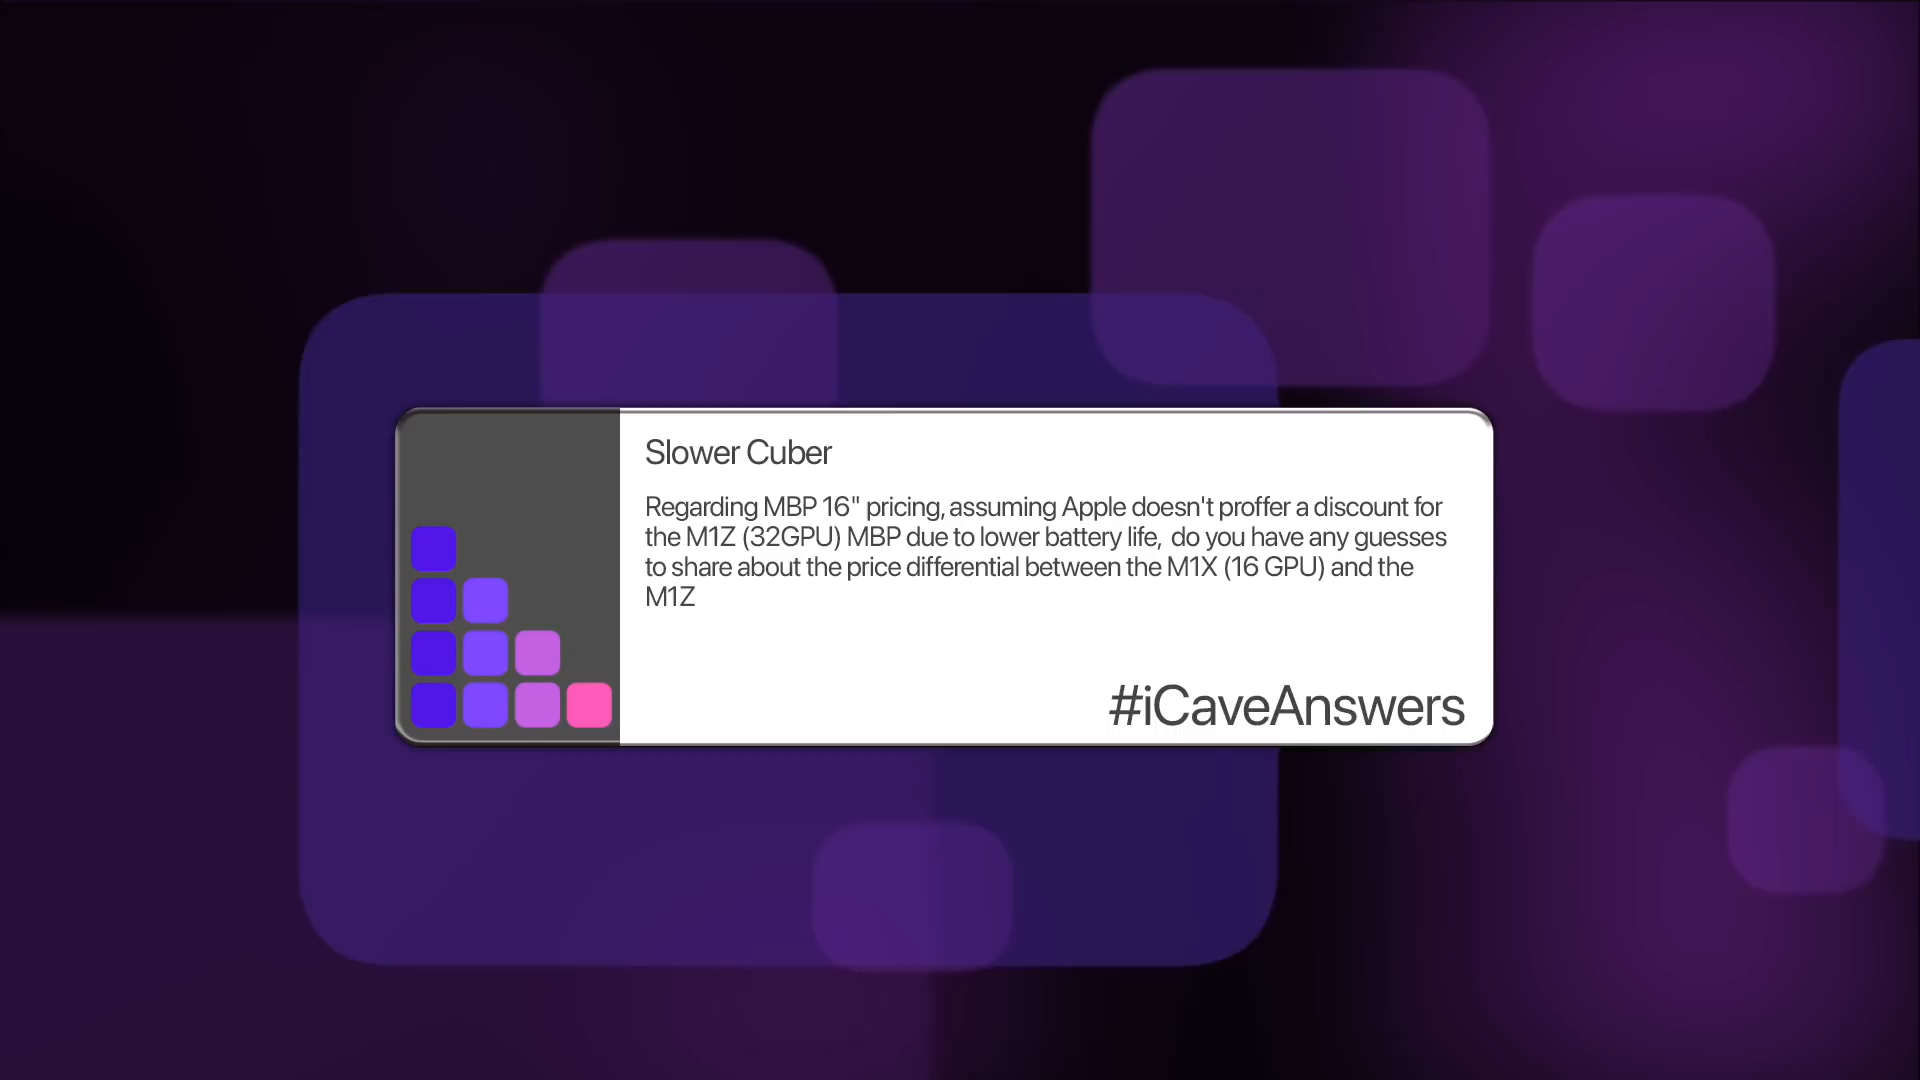 Slower Cuber
Regarding MBP 16" pricing, assuming Apple doesn't proffer a discount for
the M1Z (32GPU) MBP due to lower battery life,  do you have any guesses
to share about the price differential between the M1X (16 GPU) and the
M1Z
#iCaveAnswers